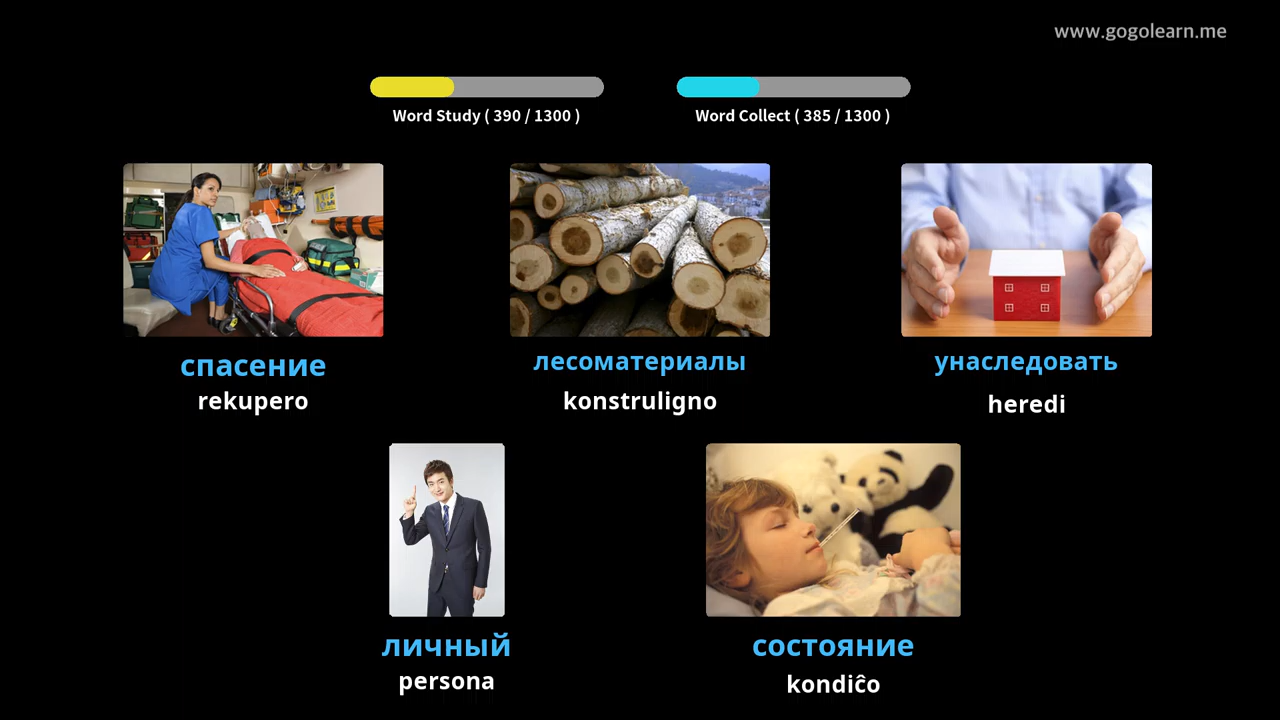 www.gogolearn.me
Word Study ( 390 / 1300 )
Word Collect ( 385 / 1300 )
спасение
rekupero
лесоматериалы
konstruligno
унаследовать
heredi
личный
persona
состояние
kondiĉo